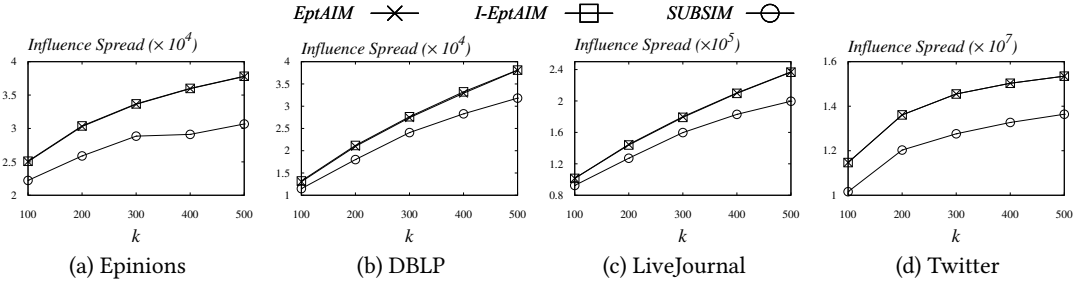 EptAIM I-EptAIM SUBSIM
Influence Spread (× 10^4)
4
3.5
3
2.5
2
100 200 300 400 500
k
(a) Epinions
Influence Spread (× 10^4)
4
3.5
3
2.5
2
1.5
1
100 200 300 400 500
k
(b) DBLP
Influence Spread (×10^5)
2.4
2
1.6
1.2
0.8
100 200 300 400 500
k
(c) LiveJournal
Influence Spread (× 10^7)
1.6
1.4
1.2
1
100 200 300 400 500
k
(d) Twitter